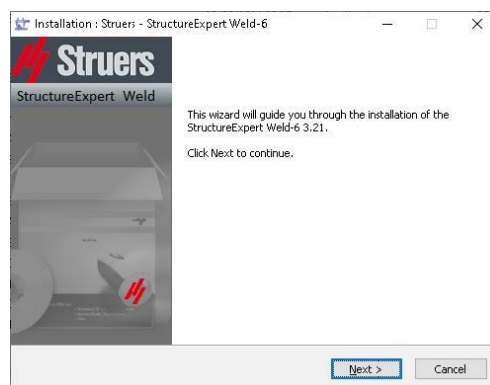 Installation : Struers - StructureExpert Weld-6
Struers
StructureExpert Weld
This wizard will guide you through the installation of the
StructureExpert Weld-6 3.21.
Click Next to continue.
Next >
Cancel